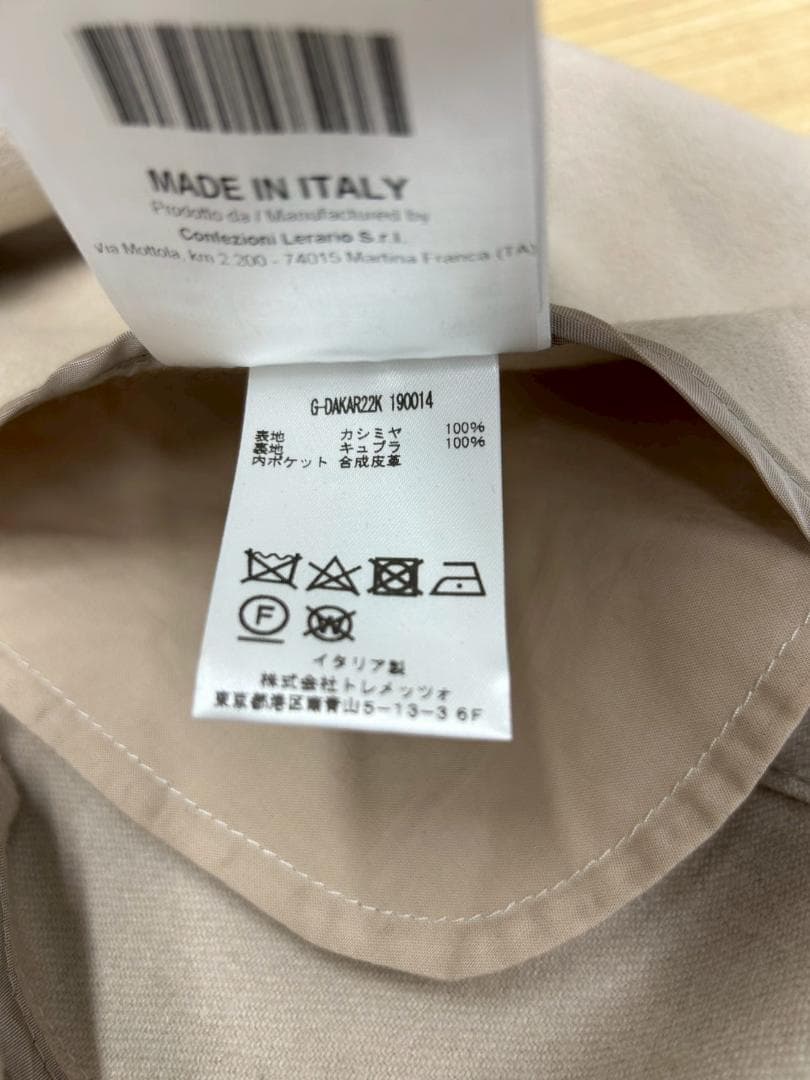 MADE IN ITALY
Prodotto da / Manufactured by
Confezioni Lerario S.r.l.
Via Mottola, km 2.200 - 74015 Martina Franca (TA)
G-DAKAR22K 190014
表地 カシミヤ 100%
裏地 キュプラ 100%
内ポケット 合成皮革
F
W
イタリア製
株式会社トレメッツォ
東京都港区南青山5-13-3 6F